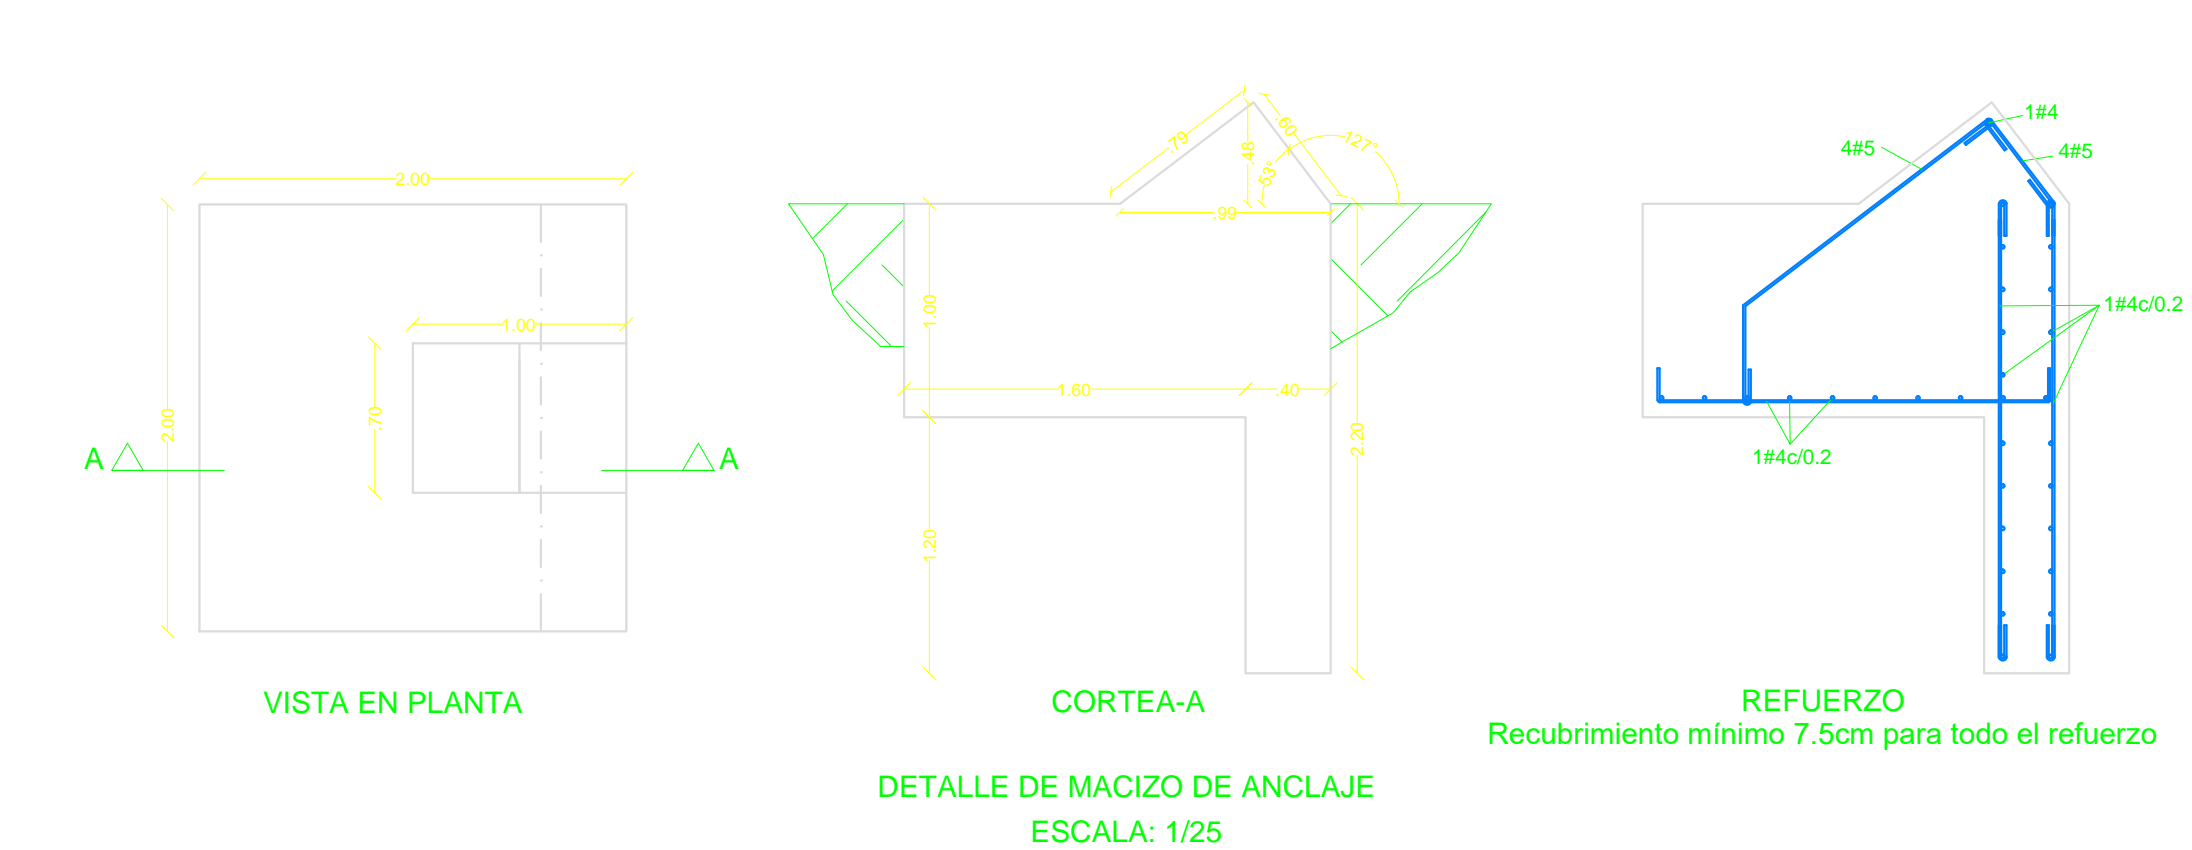 2.00
2.00
1.00
.70
A
A
VISTA EN PLANTA
.79
.48
.60
53°
127°
.99
1.00
1.60
.40
1.20
2.20
CORTEA-A
1#4
4#5
4#5
1#4c/0.2
1#4c/0.2
REFUERZO
Recubrimiento mínimo 7.5cm para todo el refuerzo
DETALLE DE MACIZO DE ANCLAJE
ESCALA: 1/25